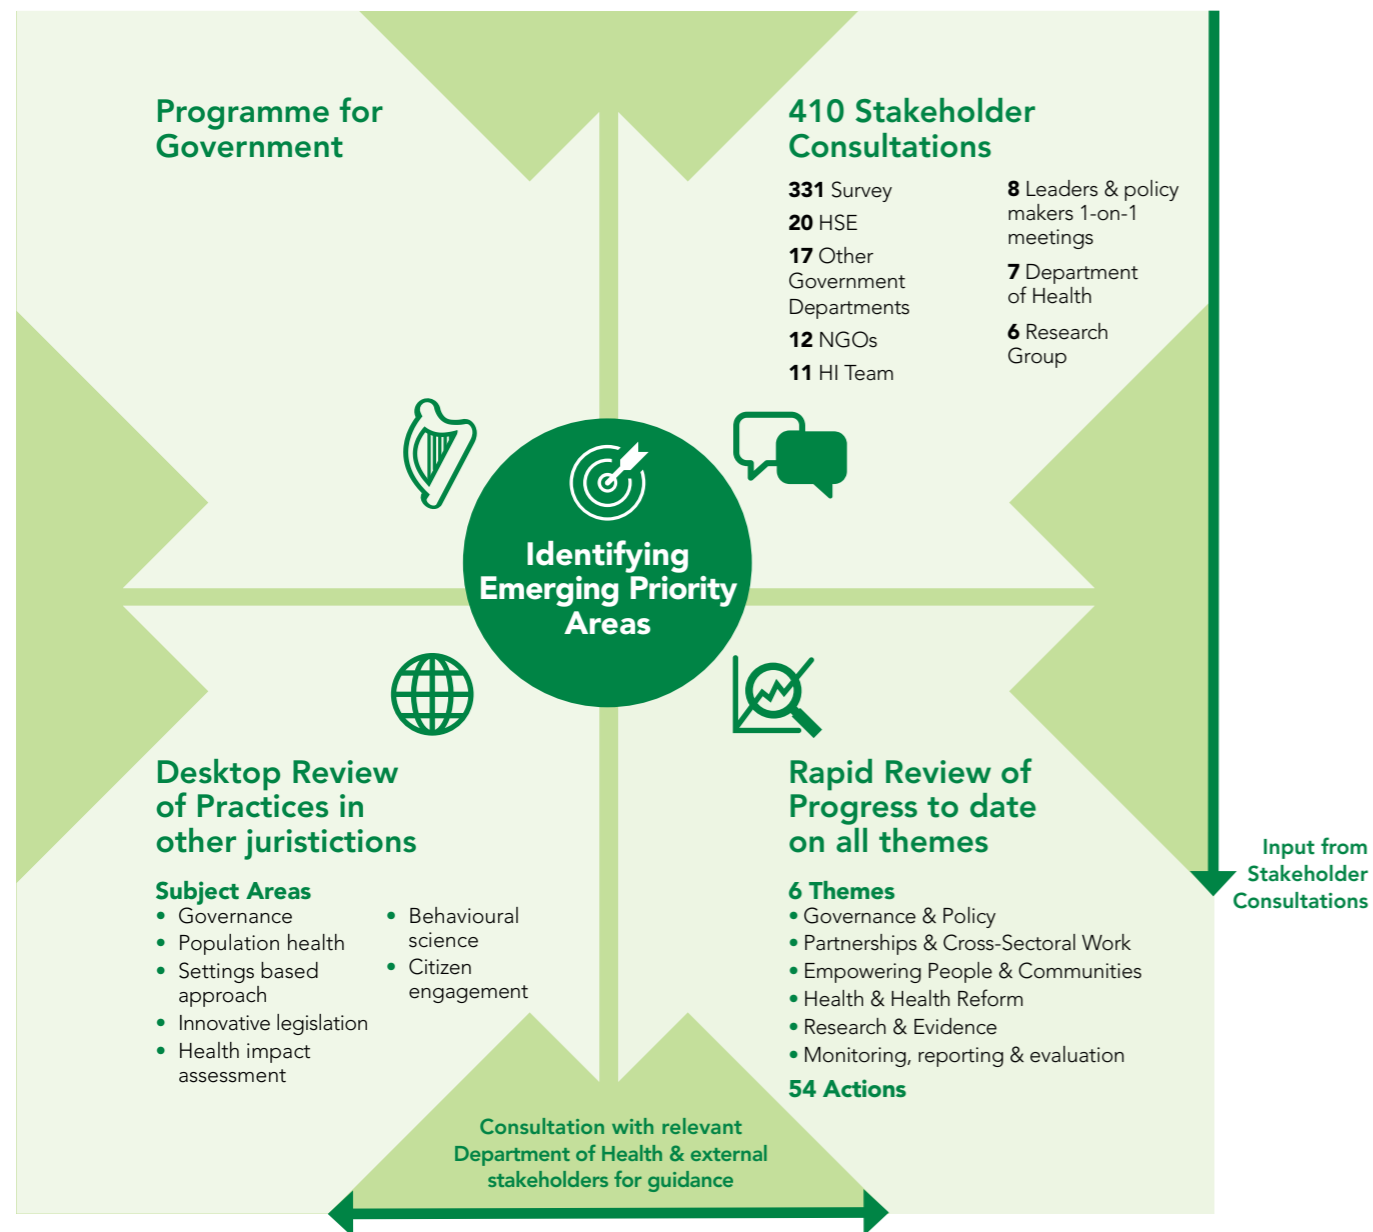 Programme for
Government
410 Stakeholder
Consultations
331 Survey
20 HSE
17 Other
Government
Departments
12 NGOs
11 HI Team
8 Leaders & policy
makers 1-on-1
meetings
7 Department
of Health
6 Research
Group
Identifying
Emerging Priority
Areas
Desktop Review
of Practices in
other juristictions
Subject Areas
• Governance
• Population health
• Settings based
approach
• Innovative legislation
• Health impact
assessment
• Behavioural
science
• Citizen
engagement
Rapid Review of
Progress to date
on all themes
6 Themes
• Governance & Policy
• Partnerships & Cross-Sectoral Work
• Empowering People & Communities
• Health & Health Reform
• Research & Evidence
• Monitoring, reporting & evaluation
54 Actions
Input from
Stakeholder
Consultations
Consultation with relevant
Department of Health & external
stakeholders for guidance